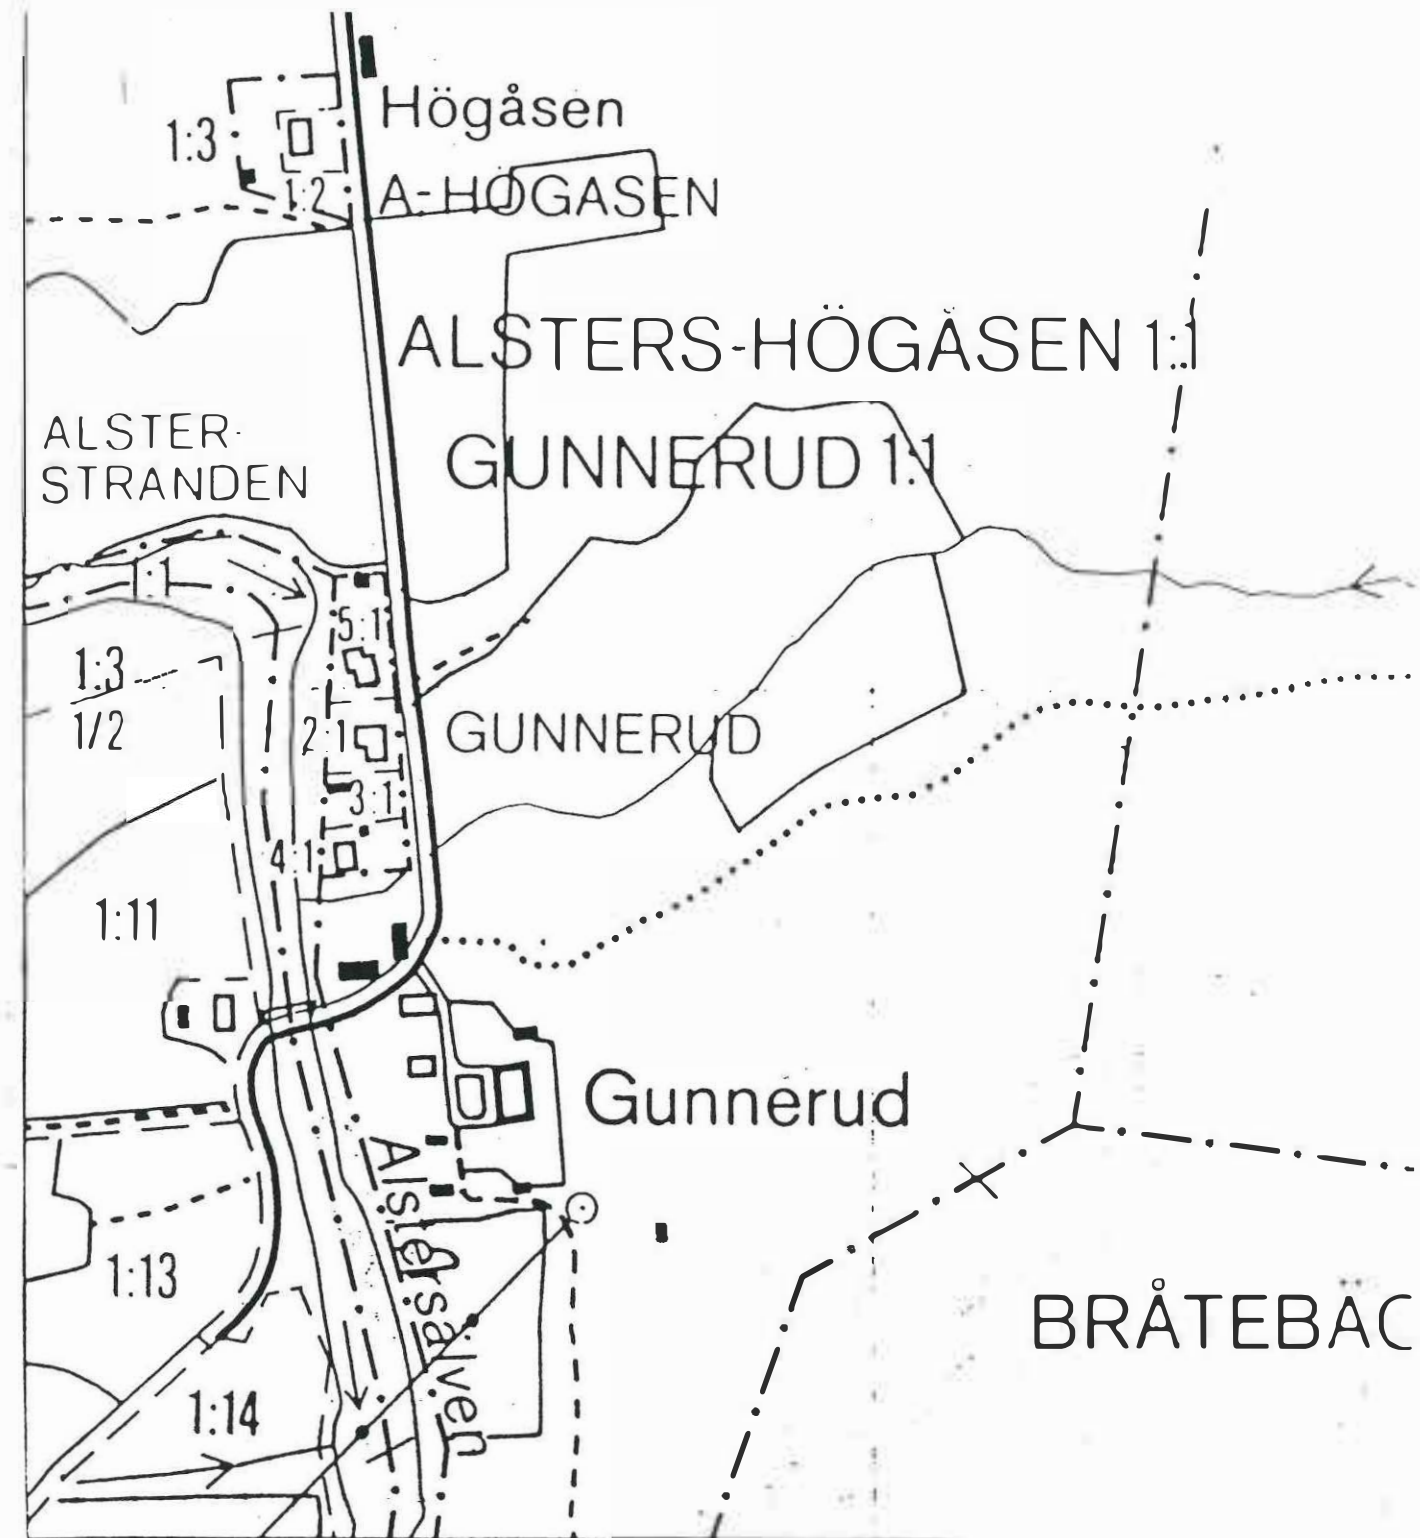 Högåsen
1:3
1:2
A-HÖGASEN
ALSTERS-HÖGÅSEN 1:1
ALSTER-
STRANDEN
GUNNERUD 1:1
1:1
5:1
1:3
1/2
2:1
GUNNERUD
3:1
4:1
1:11
Gunnerud
Alstersälven
1:13
BRÅTEBÄC
1:14